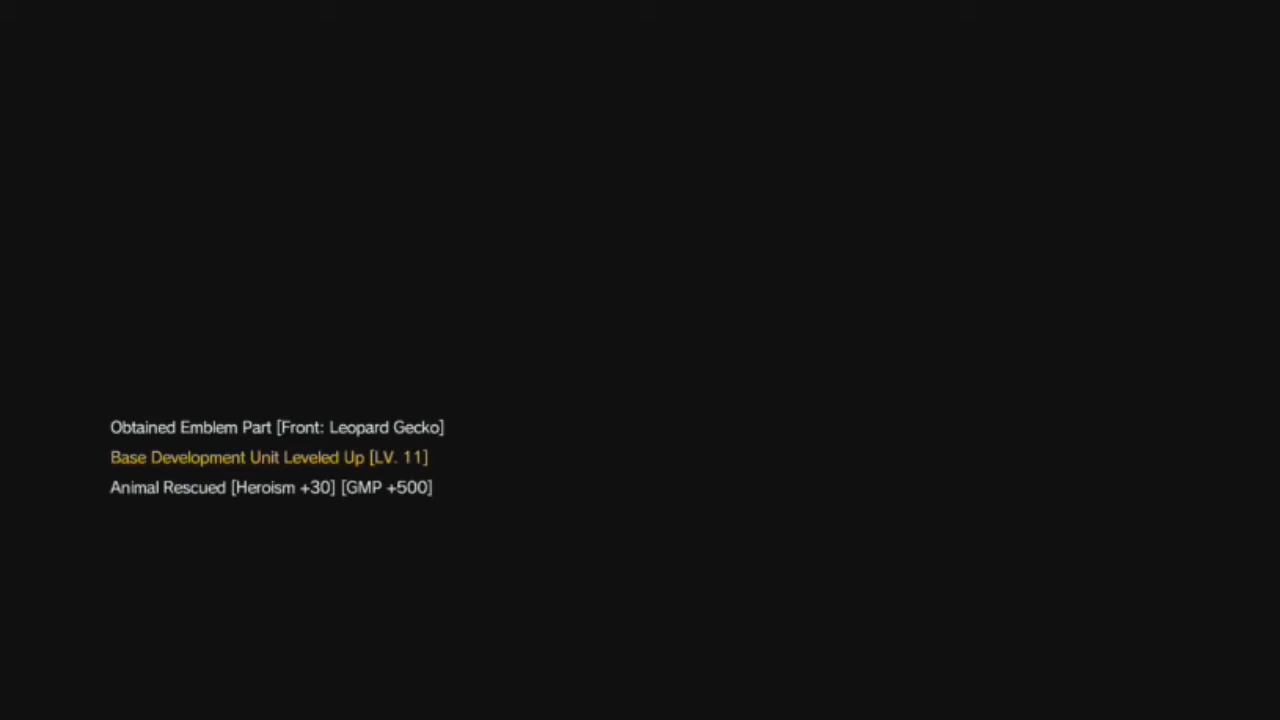 Obtained Emblem Part [Front: Leopard Gecko]
Base Development Unit Leveled Up [LV. 11]
Animal Rescued [Heroism +30] [GMP +500]